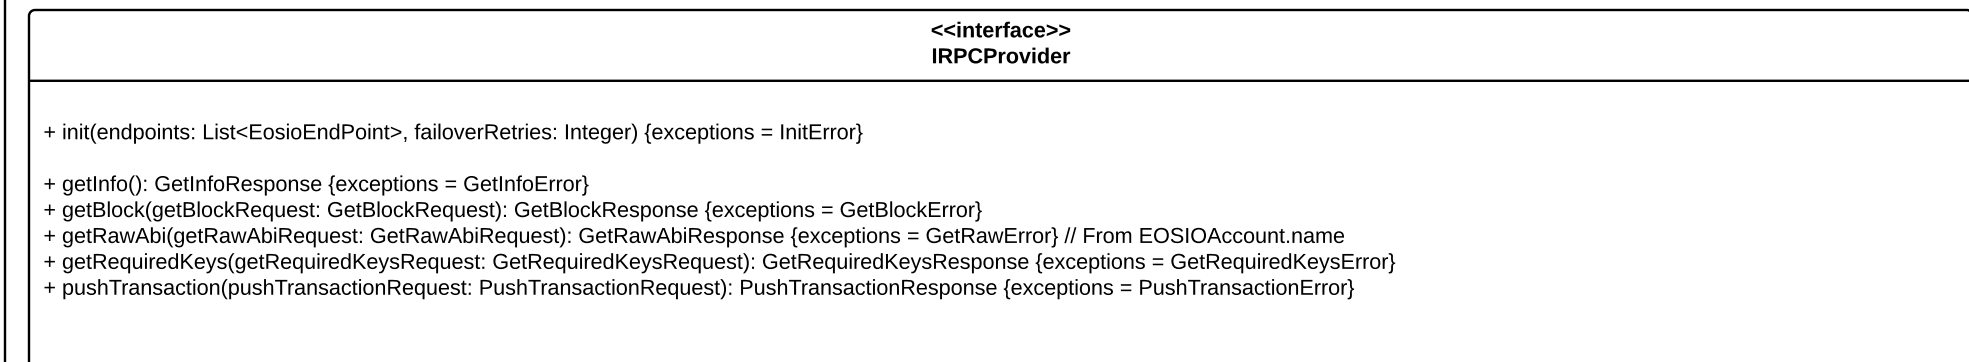 <<interface>>
IRPCProvider
+ init(endpoints: List<EosioEndPoint>, failoverRetries: Integer) {exceptions = InitError}
+ getInfo(): GetInfoResponse {exceptions = GetInfoError}
+ getBlock(getBlockRequest: GetBlockRequest): GetBlockResponse {exceptions = GetBlockError}
+ getRawAbi(getRawAbiRequest: GetRawAbiRequest): GetRawAbiResponse {exceptions = GetRawError} // From EOSIOAccount.name
+ getRequiredKeys(getRequiredKeysRequest: GetRequiredKeysRequest): GetRequiredKeysResponse {exceptions = GetRequiredKeysError}
+ pushTransaction(pushTransactionRequest: PushTransactionRequest): PushTransactionResponse {exceptions = PushTransactionError}